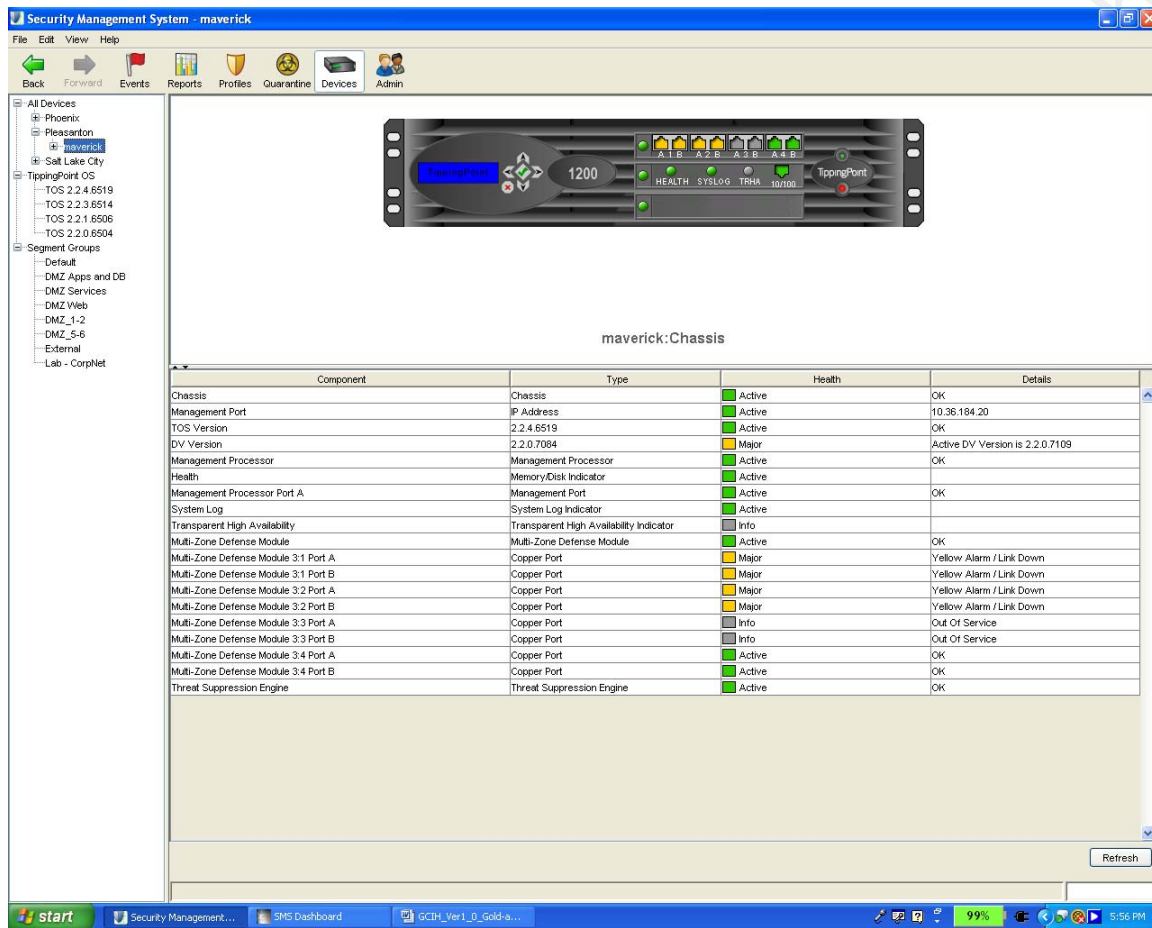 Security Management System - maverick
File Edit View Help
Back Forward Events Reports Profiles Quarantine Devices Admin
All Devices
Phoenix
Pleasanton
maverick
Salt Lake City
TippingPoint OS
TOS 2.2.4.6519
TOS 2.2.3.6514
TOS 2.2.1.6506
TOS 2.2.0.6504
Segment Groups
Default
DMZ Apps and DB
DMZ Services
DMZ Web
DMZ_1-2
DMZ_5-6
External
Lab - CorpNet
TippingPoint
1200
A 1 B A 2 B A 3 B A 4 B
HEALTH SYSLOG TRHA 10/100
TippingPoint
maverick:Chassis
Component Type Health Details
Chassis Chassis Active OK
Management Port IP Address Active 10.36.184.20
TOS Version 2.2.4.6519 Active OK
DV Version 2.2.0.7084 Major Active DV Version is 2.2.0.7109
Management Processor Management Processor Active OK
Health Memory/Disk Indicator Active
Management Processor Port A Management Port Active OK
System Log System Log Indicator Active
Transparent High Availability Transparent High Availability Indicator Info
Multi-Zone Defense Module Multi-Zone Defense Module Active OK
Multi-Zone Defense Module 3:1 Port A Copper Port Major Yellow Alarm / Link Down
Multi-Zone Defense Module 3:1 Port B Copper Port Major Yellow Alarm / Link Down
Multi-Zone Defense Module 3:2 Port A Copper Port Major Yellow Alarm / Link Down
Multi-Zone Defense Module 3:2 Port B Copper Port Major Yellow Alarm / Link Down
Multi-Zone Defense Module 3:3 Port A Copper Port Info Out Of Service
Multi-Zone Defense Module 3:3 Port B Copper Port Info Out Of Service
Multi-Zone Defense Module 3:4 Port A Copper Port Active OK
Multi-Zone Defense Module 3:4 Port B Copper Port Active OK
Threat Suppression Engine Threat Suppression Engine Active OK
Refresh
start Security Management... SMS Dashboard GCIH_Ver1_0_Gold-a... 99% 5:56 PM